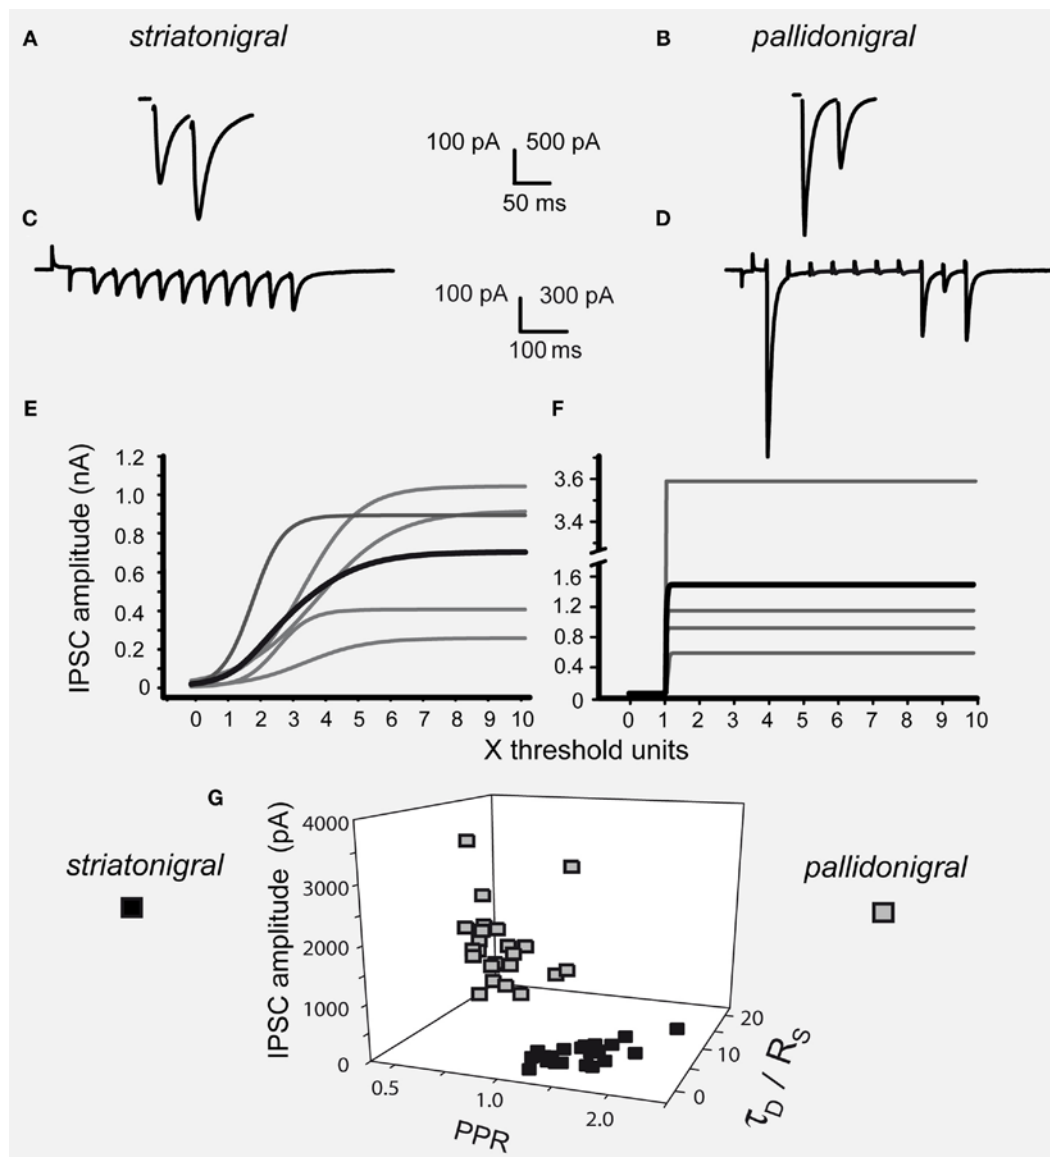 A striatonigral B pallidonigral
100 pA 500 pA
50 ms
C D
100 pA 300 pA
100 ms
E F
IPSC amplitude (nA)
1.2
1.0
0.8
0.6
0.4
0.2
0
0 1 2 3 4 5 6 7 8 9 10
3.6
3.4
1.6
1.2
0.8
0.4
0
0 1 2 3 4 5 6 7 8 9 10
X threshold units
G
striatonigral
pallidonigral
IPSC amplitude (pA)
4000
3000
2000
1000
0
0.5 1.0 2.0
PPR
20
10
0
τD / RS